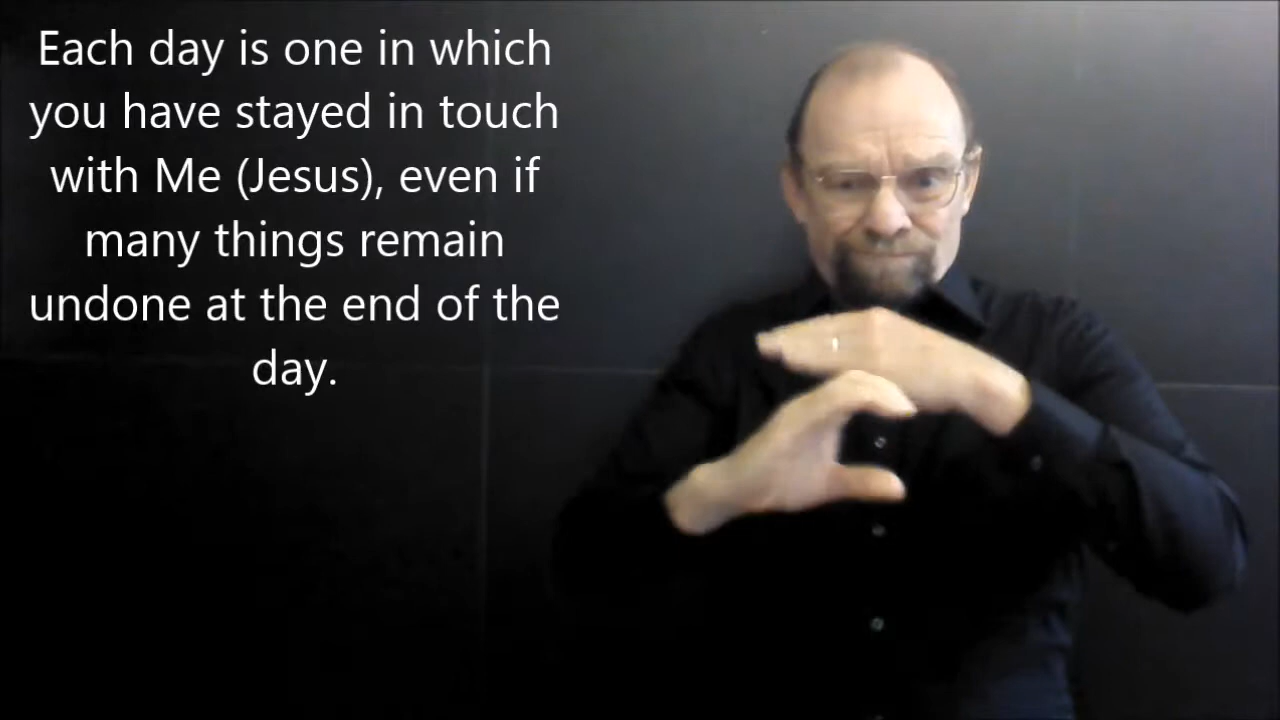 Each day is one in which
you have stayed in touch
with Me (Jesus), even if
many things remain
undone at the end of the
day.